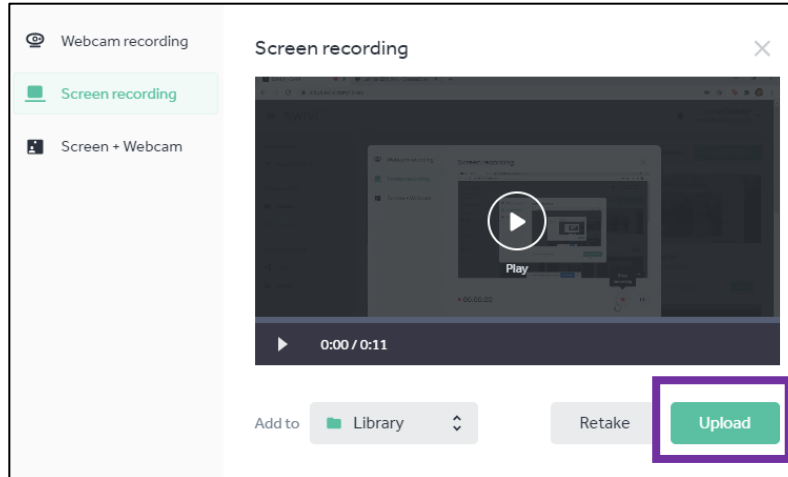 Webcam recording
Screen recording
Screen + Webcam
Screen recording
Play
0:00 / 0:11
Add to
Library
Retake
Upload